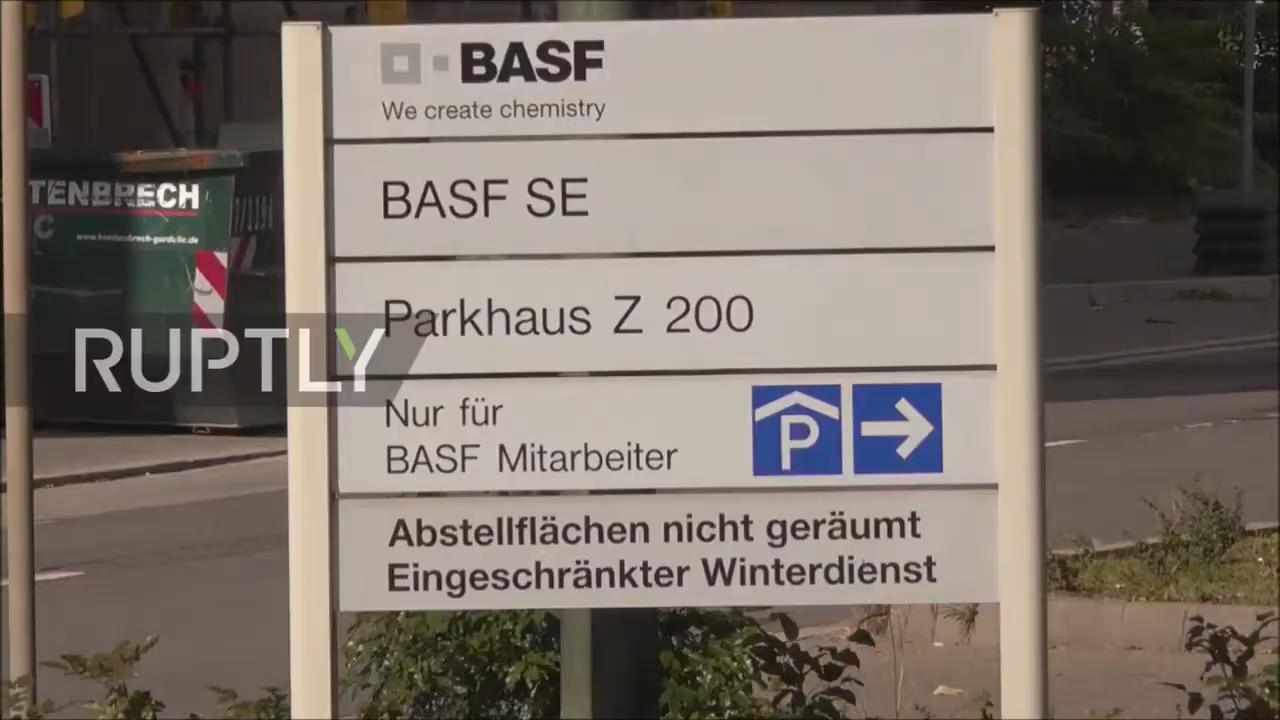 BASF
We create chemistry
BASF SE
Parkhaus Z 200
Nur für
BASF Mitarbeiter
P
Abstellflächen nicht geräumt
Eingeschränkter Winterdienst
TENBRECH
RUPTLY